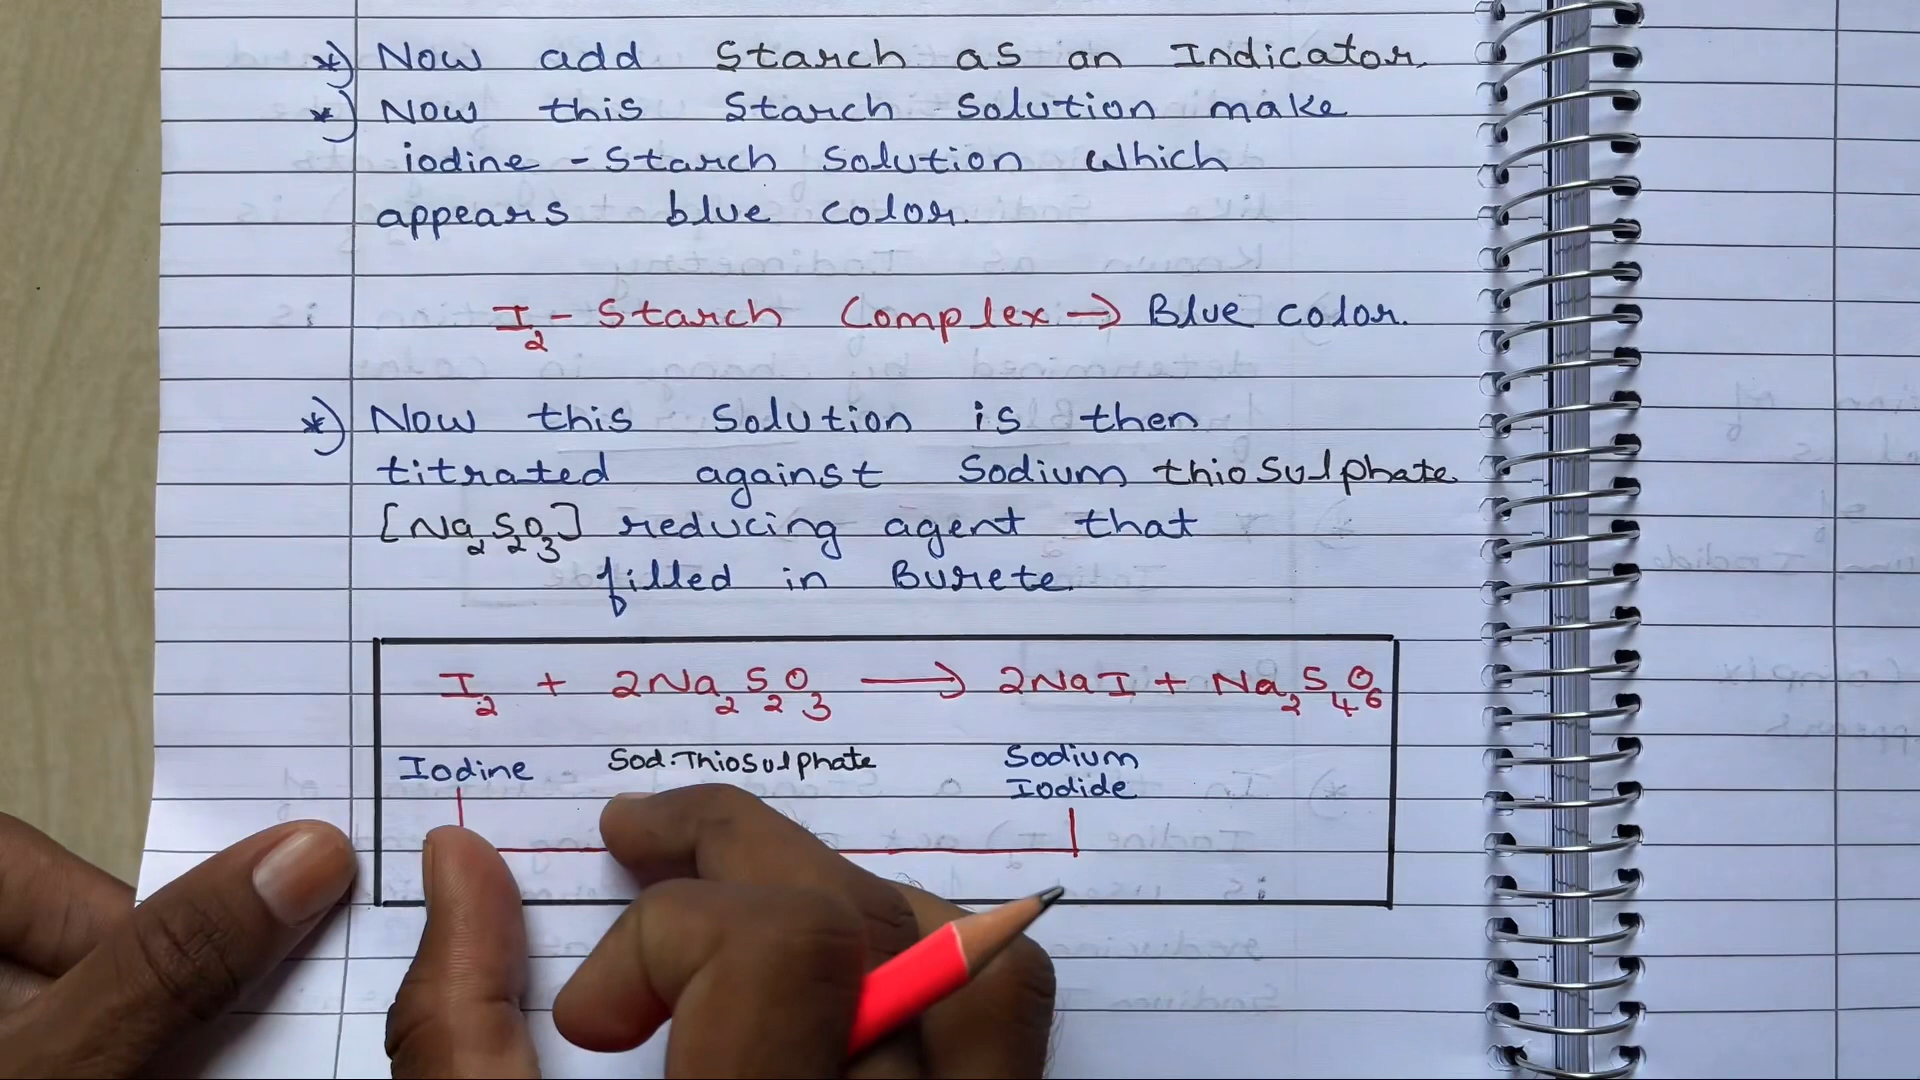 *) Now add Starch as an Indicator.
*) Now this Starch Solution make
iodine - Starch Solution which
appears blue color.
I₂ - Starch Complex → Blue color.
*) Now this Solution is then
titrated against Sodium thioSulphate
[Na₂S₂O₃] reducing agent that
filled in Burete.
I₂ + 2Na₂S₂O₃ → 2NaI + Na₂S₄O₆
Iodine Sod. ThioSulphate Sodium
Iodide